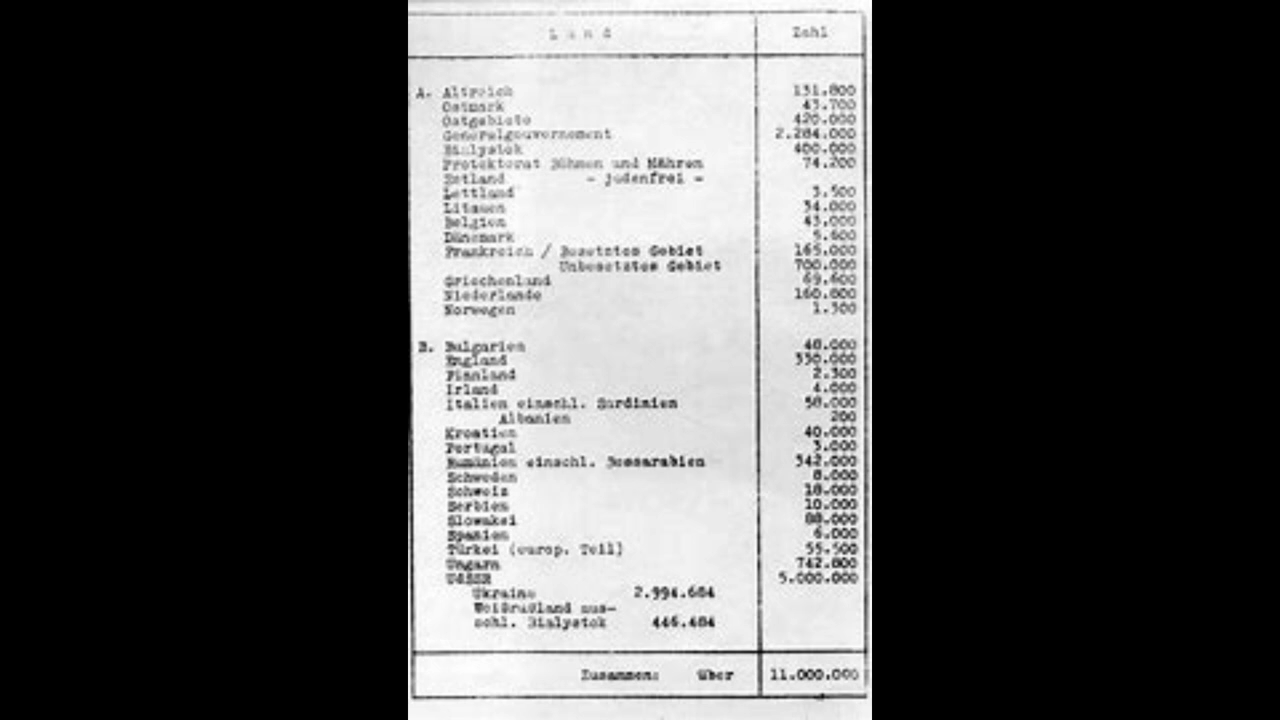 Land Zahl
A. Altreich 131.800
Ostmark 43.700
Ostgebiete 420.000
Generalgouvernement 2.284.000
Bialystok 400.000
Protektorat Böhmen und Mähren 74.200
Estland - judenfrei -
Lettland 3.500
Litauen 34.000
Belgien 43.000
Dänemark 5.600
Frankreich / Besetztes Gebiet 165.000
Unbesetztes Gebiet 700.000
Griechenland 69.600
Niederlande 160.800
Norwegen 1.300
B. Bulgarien 48.000
England 330.000
Finnland 2.300
Irland 4.000
Italien einschl. Sardinien 58.000
Albanien 200
Kroatien 40.000
Portugal 3.000
Rumänien einschl. Bessarabien 342.000
Schweden 8.000
Schweiz 18.000
Serbien 10.000
Slowakei 88.000
Spanien 6.000
Türkei (europ. Teil) 55.500
Ungarn 742.800
UdSSR 5.000.000
Ukraine 2.994.684
Weißrußland aus-
schl. Bialystok 446.484
Zusammen: über 11.000.000